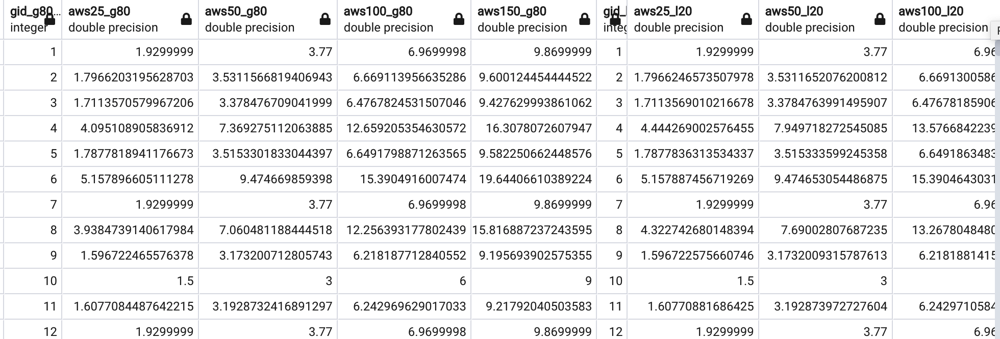 gid_g80... aws25_g80 aws50_g80 aws100_g80 aws150_g80 gid_l aws25_l20 aws50_l20 aws100_l20
integer double precision double precision double precision double precision integ double precision double precision double precision
1 1.9299999 3.77 6.9699998 9.8699999 1 1.9299999 3.77 6.96
2 1.7966203195628703 3.5311566819406943 6.669113956635286 9.600124454444522 2 1.7966246573507978 3.5311652076200812 6.6691300586
3 1.7113570579967206 3.378476709041999 6.4767824531507046 9.427629993861062 3 1.7113569010216678 3.3784763991495907 6.47678185906
4 4.095108905836912 7.369275112063885 12.659205354630572 16.3078072607947 4 4.444269002576455 7.949718272545085 13.5766842239
5 1.7877818941176673 3.5153301833044397 6.6491798871263565 9.582250662448576 5 1.7877836313534337 3.515333599245358 6.6491863483
6 5.157896605111278 9.474669859398 15.3904916007474 19.64406610389224 6 5.157887456719269 9.474653054486875 15.3904643031
7 1.9299999 3.77 6.9699998 9.8699999 7 1.9299999 3.77 6.96
8 3.9384739140617984 7.060481188444518 12.256393177802439 15.816887237243595 8 4.322742680148394 7.69002807687235 13.2678048480
9 1.596722465576378 3.173200712805743 6.218187712840552 9.195693902575355 9 1.596722575660746 3.1732009315787613 6.2181881415
10 1.5 3 6 9 10 1.5 3
11 1.6077084487642215 3.1928732416891297 6.242969629017033 9.21792040503583 11 1.60770881686425 3.192873972727604 6.2429710584
12 1.9299999 3.77 6.9699998 9.8699999 12 1.9299999 3.77 6.96